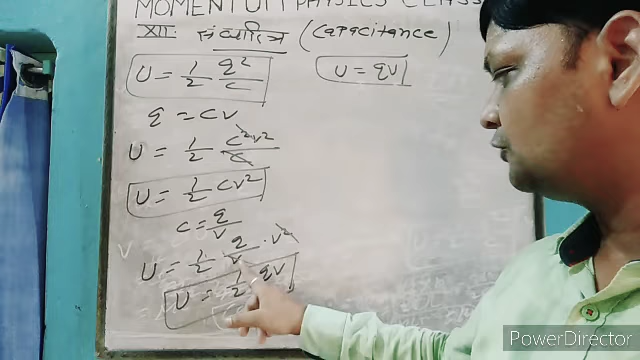 MOMENTUM PHYSICS CLASS
XII संधारित्र (Capacitance)
U = 1/2 q²/C U = qV
q = CV
U = 1/2 C²V²/C
U = 1/2 CV²
C = q/V
U = 1/2 q/V · V²
U = 1/2 qV
PowerDirector